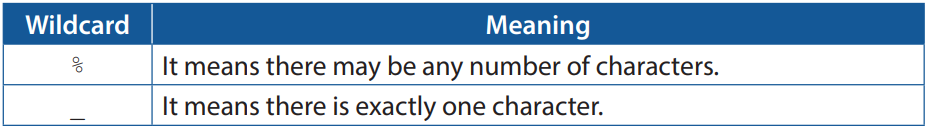 Wildcard Meaning
% It means there may be any number of characters.
_ It means there is exactly one character.